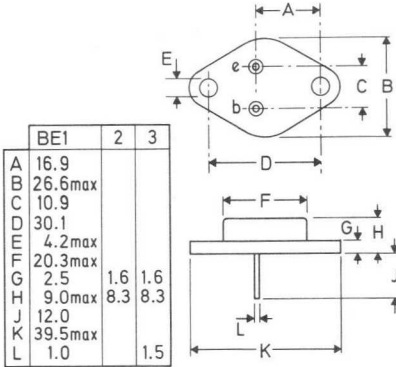 A
E
e
b
C
B
D
BE1 2 3
A 16.9
B 26.6max
C 10.9
D 30.1
E 4.2max
F 20.3max
G 2.5 1.6 1.6
H 9.0max 8.3 8.3
J 12.0
K 39.5max
L 1.0 1.5
F
G
H
J
L
K